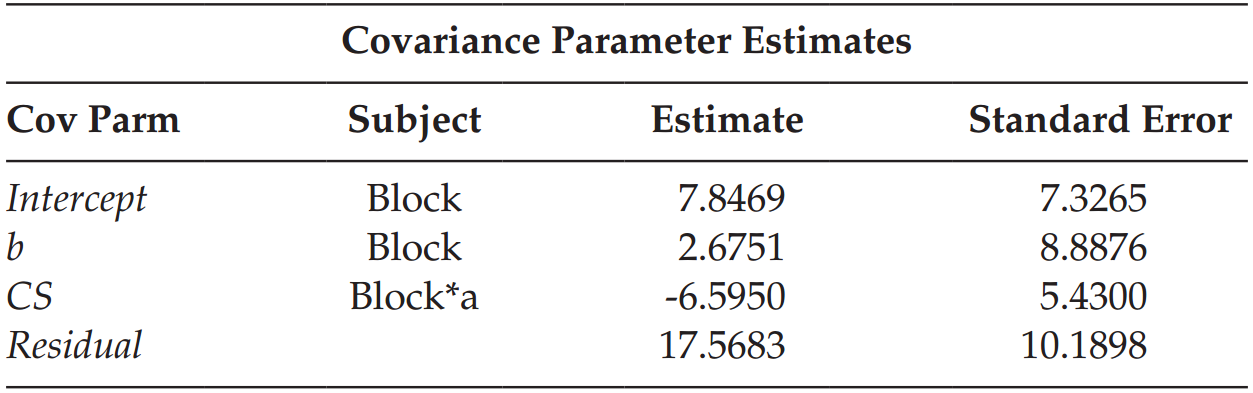 Covariance Parameter Estimates
Cov Parm Subject Estimate Standard Error
Intercept Block 7.8469 7.3265
b Block 2.6751 8.8876
CS Block*a -6.5950 5.4300
Residual 17.5683 10.1898